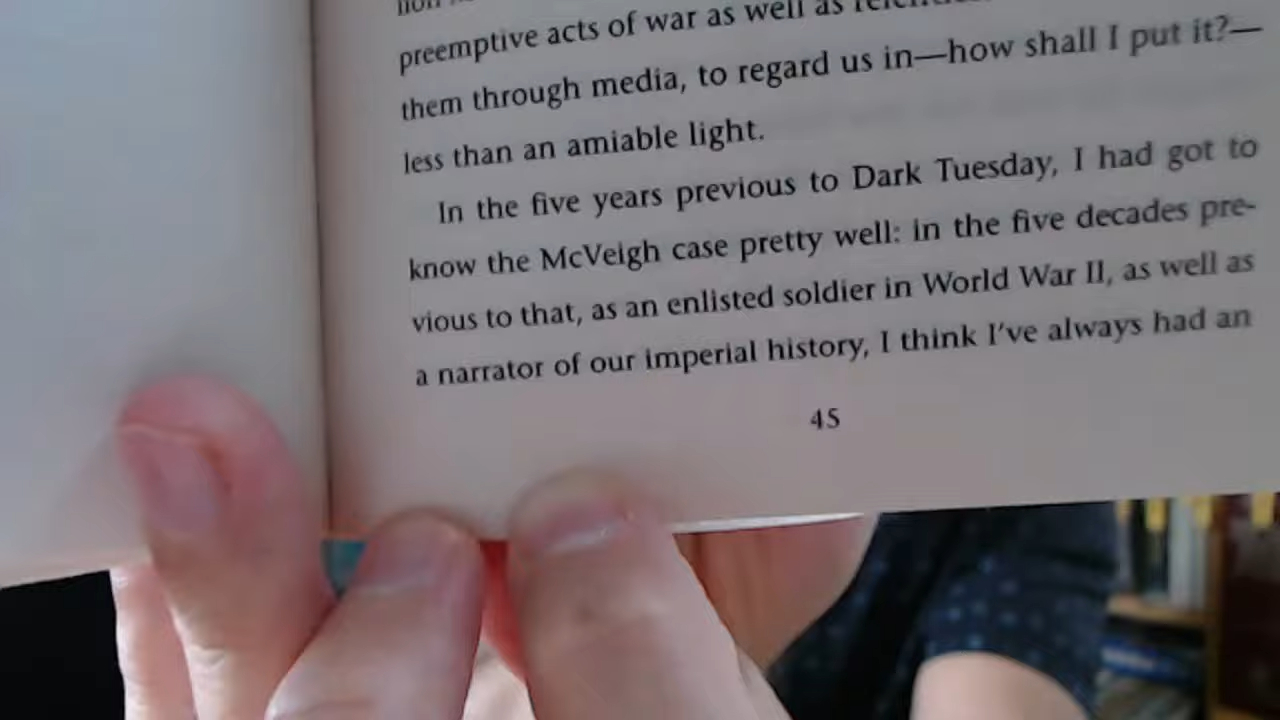 preemptive acts of war as well as
them through media, to regard us in—how shall I put it?—
less than an amiable light.
In the five years previous to Dark Tuesday, I had got to
know the McVeigh case pretty well: in the five decades pre-
vious to that, as an enlisted soldier in World War II, as well as
a narrator of our imperial history, I think I've always had an
45